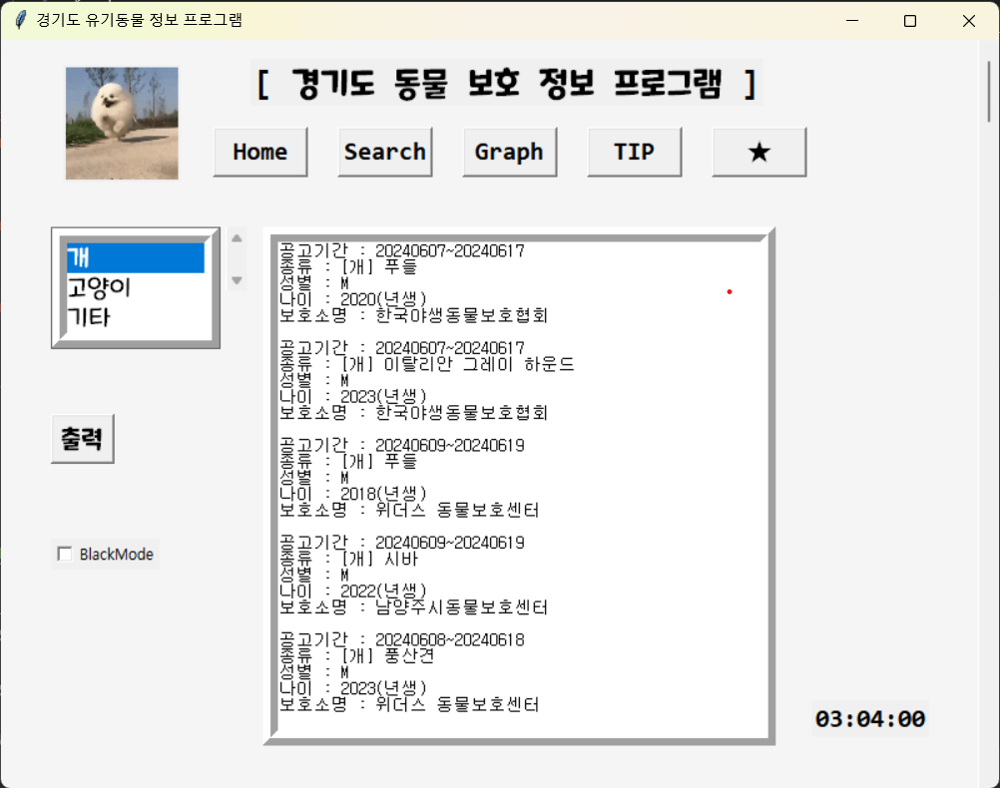 경기도 유기동물 정보 프로그램
[ 경기도 동물 보호 정보 프로그램 ]
Home Search Graph TIP ★
개
고양이
기타
출력
BlackMode
공고기간 : 20240607~20240617
종류 : [개] 푸들
성별 : M
나이 : 2020(년생)
보호소명 : 한국야생동물보호협회
공고기간 : 20240607~20240617
종류 : [개] 이탈리안 그레이 하운드
성별 : M
나이 : 2023(년생)
보호소명 : 한국야생동물보호협회
공고기간 : 20240609~20240619
종류 : [개] 푸들
성별 : M
나이 : 2018(년생)
보호소명 : 위더스 동물보호센터
공고기간 : 20240609~20240619
종류 : [개] 시바
성별 : M
나이 : 2022(년생)
보호소명 : 남양주시동물보호센터
공고기간 : 20240608~20240618
종류 : [개] 풍산견
성별 : M
나이 : 2023(년생)
보호소명 : 위더스 동물보호센터
03:04:00